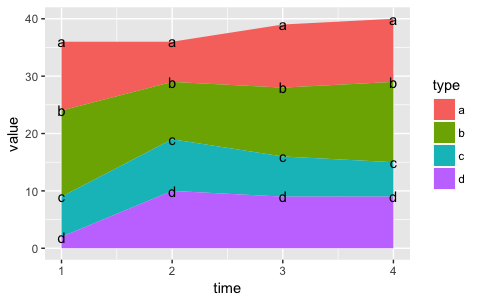 40
30
20
10
0
value
a a a a
b b b b
c c c c
d d d d
1 2 3 4
time
type
a
b
c
d